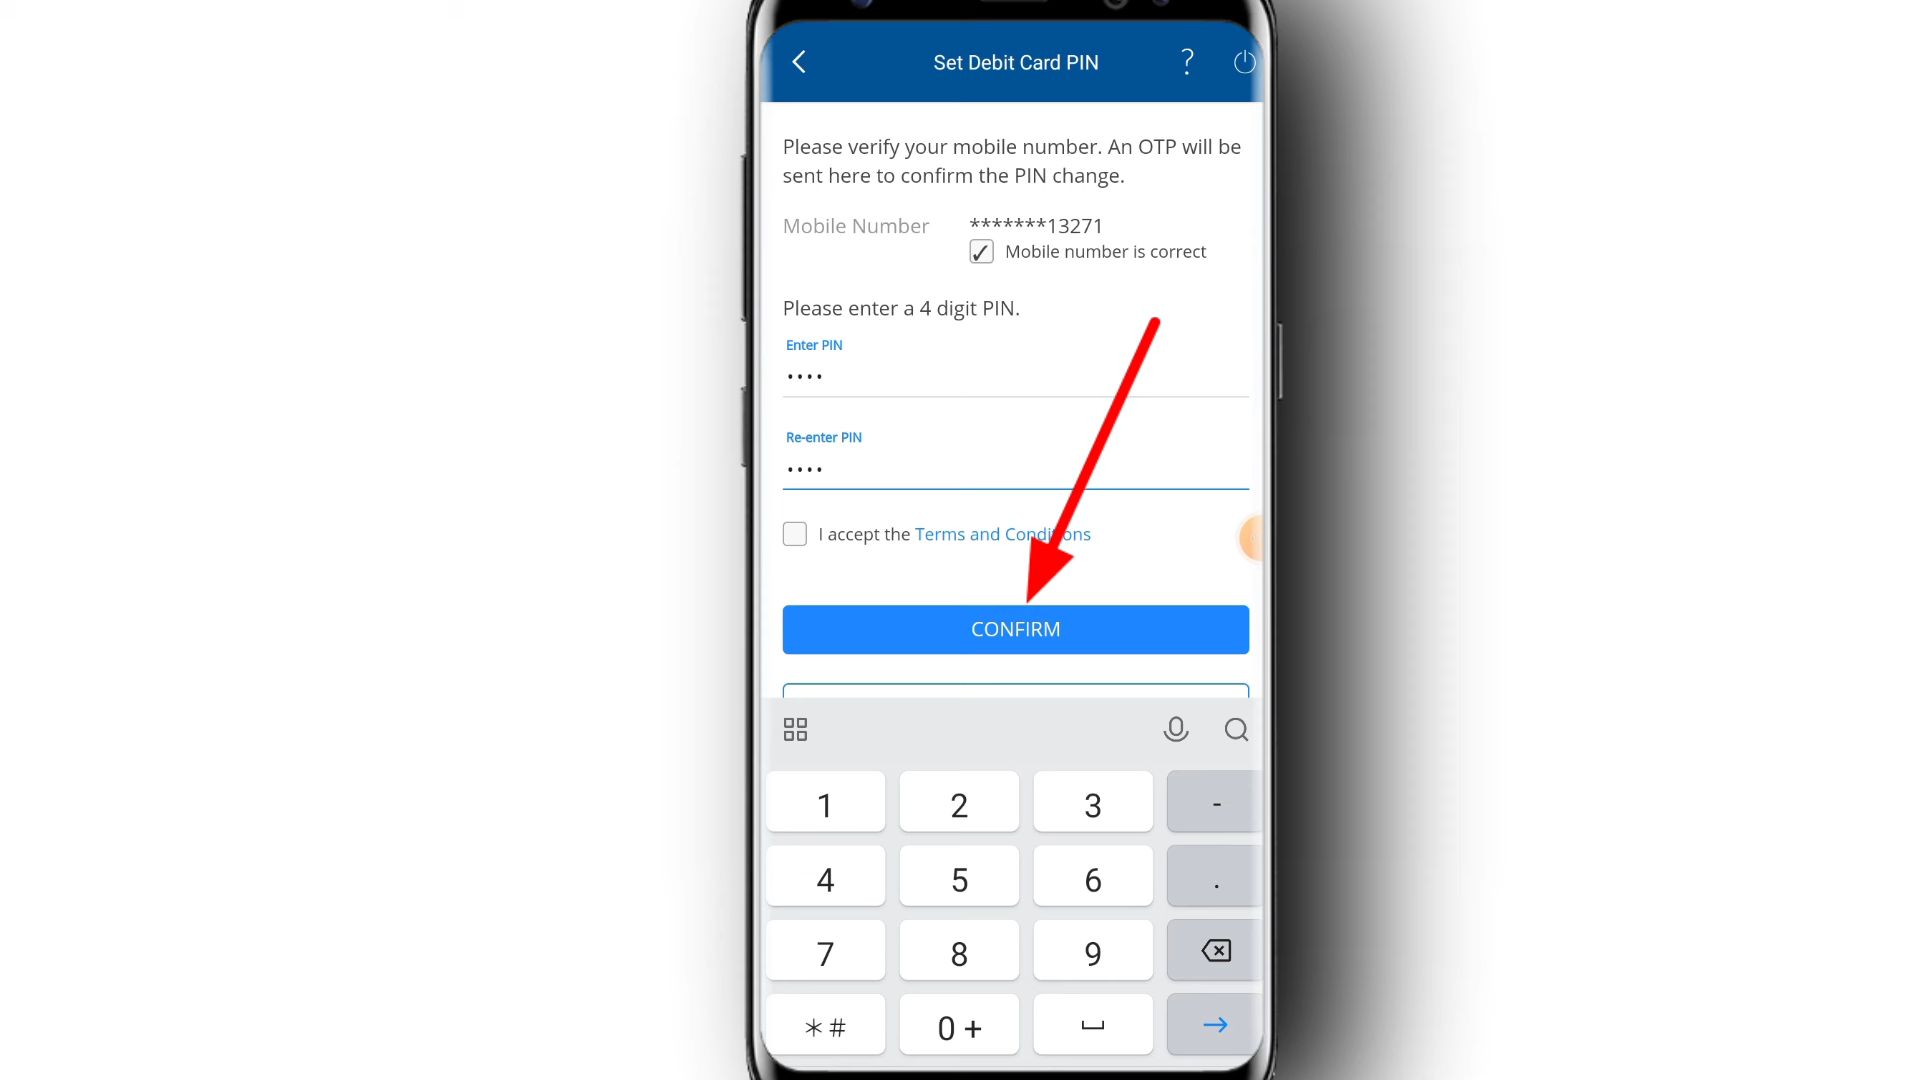 Set Debit Card PIN ?
Please verify your mobile number. An OTP will be
sent here to confirm the PIN change.
Mobile Number *******13271
Mobile number is correct
Please enter a 4 digit PIN.
Enter PIN
••••
Re-enter PIN
••••
I accept the Terms and Conditions
CONFIRM
1 2 3 -
4 5 6 .
7 8 9
*# 0+